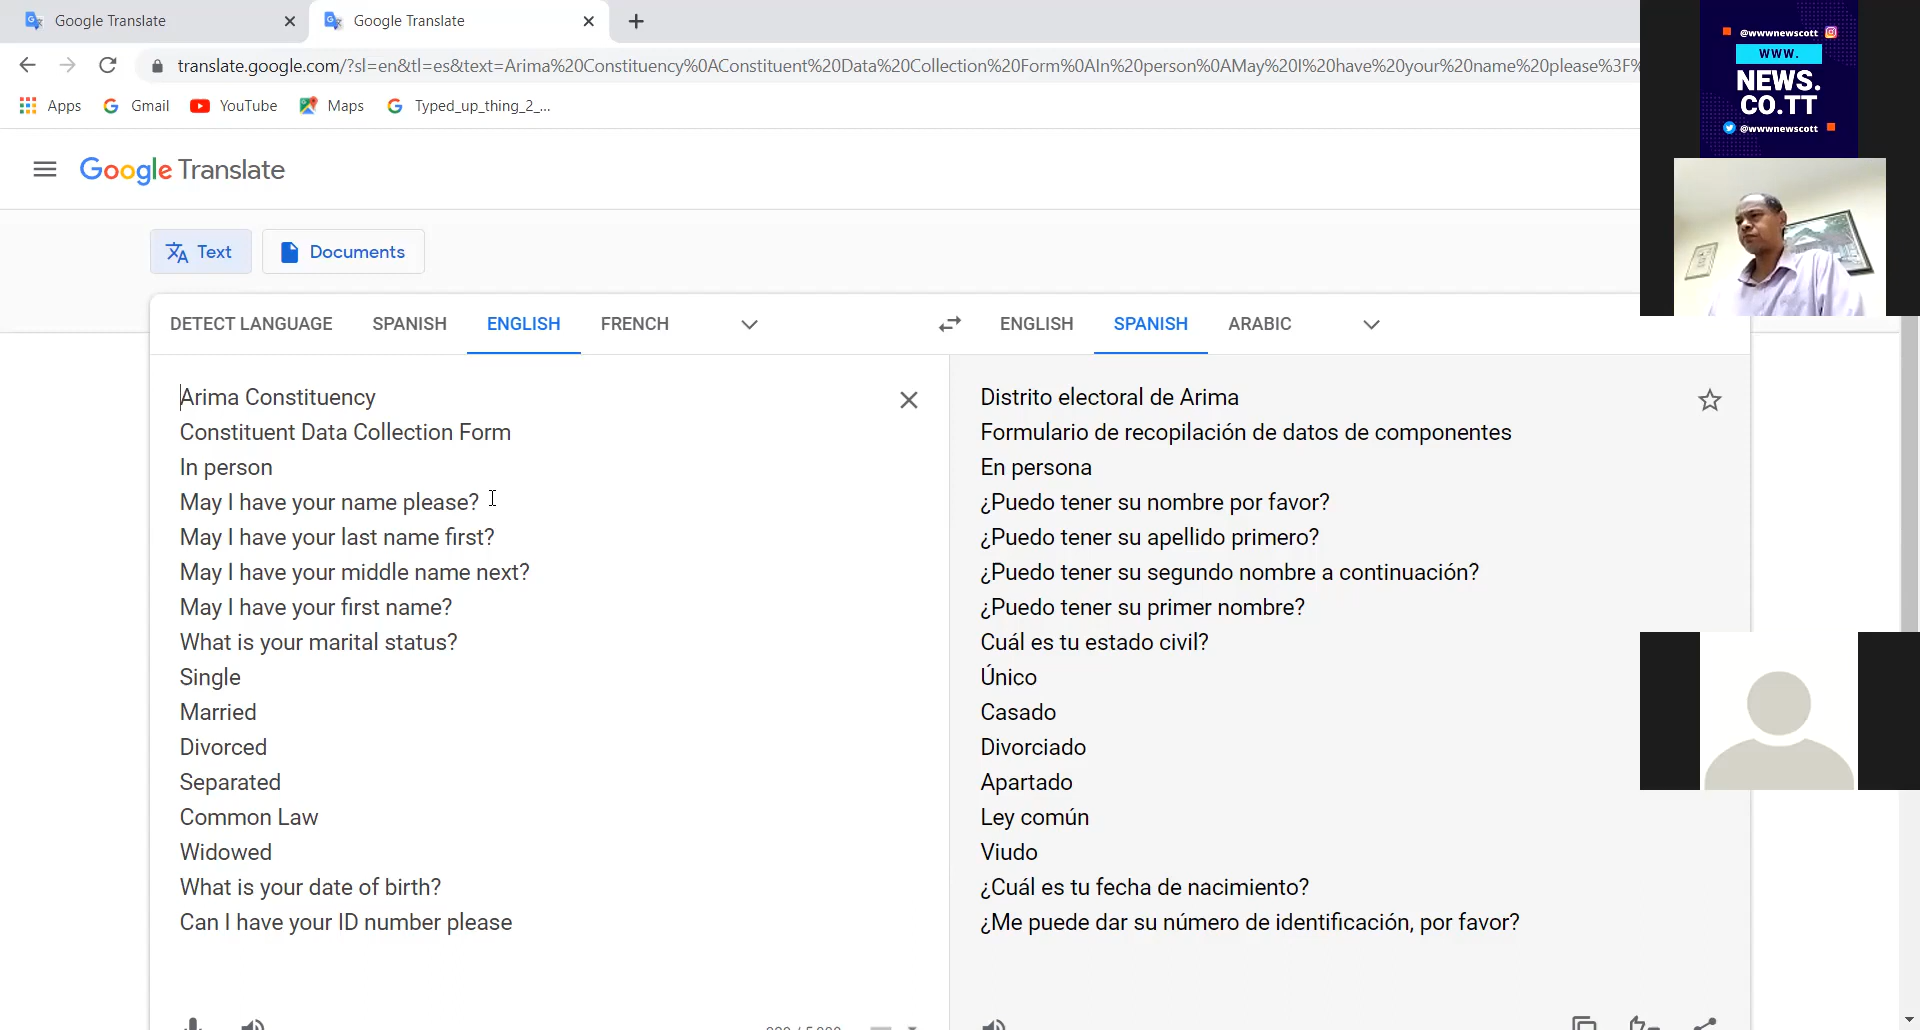 Google Translate
Google Translate
translate.google.com/?sl=en&tl=es&text=Arima%20Constituency%0AConstituent%20Data%20Collection%20Form%0AIn%20person%0AMay%20I%20have%20your%20name%20please%3F%
Apps Gmail YouTube Maps Typed_up_thing_2_...
@wwwnewscott
WWW.
NEWS.
CO.TT
@wwwnewscott
Google Translate
Text Documents
DETECT LANGUAGE SPANISH ENGLISH FRENCH
ENGLISH SPANISH ARABIC
Arima Constituency
Constituent Data Collection Form
In person
May I have your name please?
May I have your last name first?
May I have your middle name next?
May I have your first name?
What is your marital status?
Single
Married
Divorced
Separated
Common Law
Widowed
What is your date of birth?
Can I have your ID number please
Distrito electoral de Arima
Formulario de recopilación de datos de componentes
En persona
¿Puedo tener su nombre por favor?
¿Puedo tener su apellido primero?
¿Puedo tener su segundo nombre a continuación?
¿Puedo tener su primer nombre?
Cuál es tu estado civil?
Único
Casado
Divorciado
Apartado
Ley común
Viudo
¿Cuál es tu fecha de nacimiento?
¿Me puede dar su número de identificación, por favor?